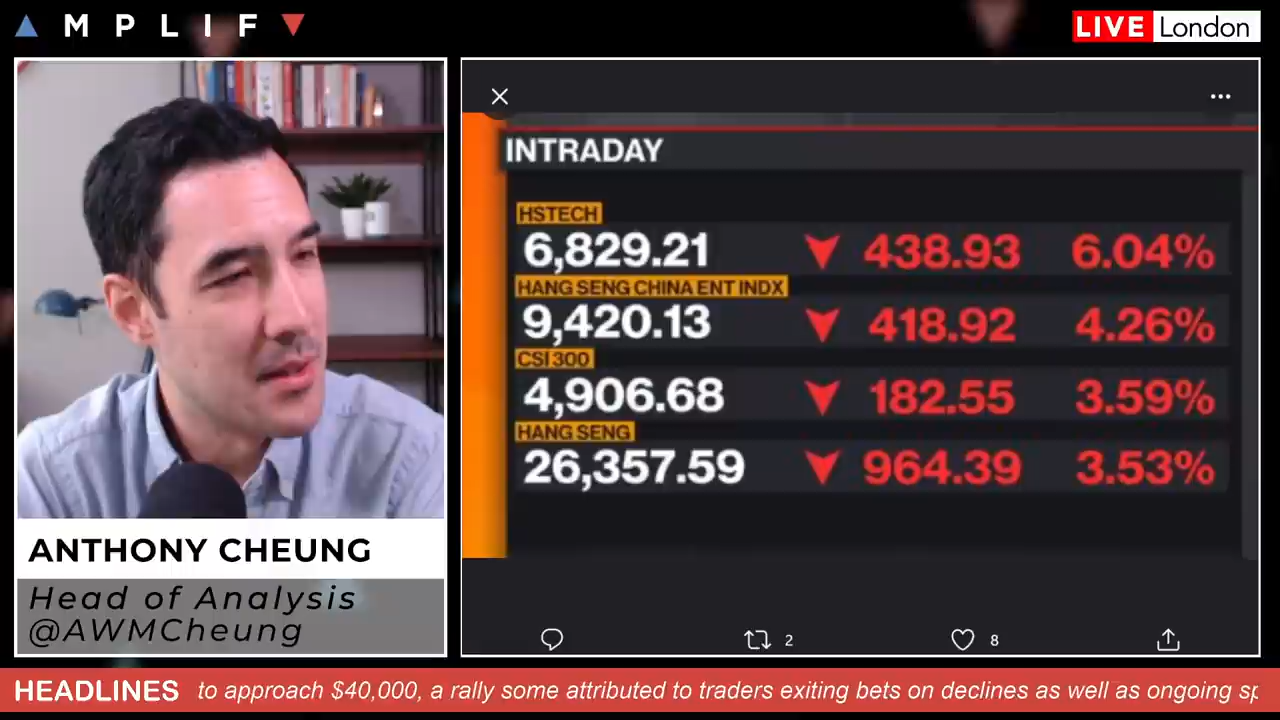 AMPLIFY
LIVE London
INTRADAY
HSTECH
6,829.21 438.93 6.04%
HANG SENG CHINA ENT INDX
9,420.13 418.92 4.26%
CSI 300
4,906.68 182.55 3.59%
HANG SENG
26,357.59 964.39 3.53%
2 8
ANTHONY CHEUNG
Head of Analysis
@AWMCheung
HEADLINES to approach $40,000, a rally some attributed to traders exiting bets on declines as well as ongoing sp